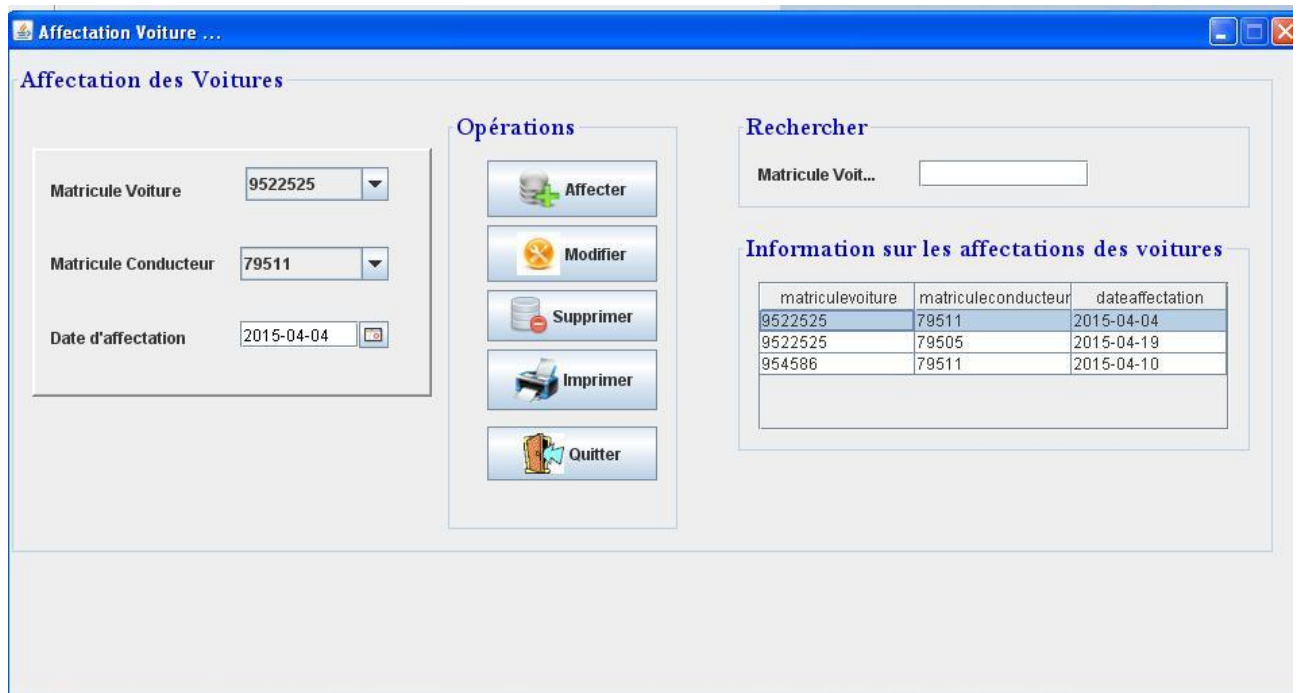 Affectation Voiture ...
Affectation des Voitures
Matricule Voiture
9522525
Matricule Conducteur
79511
Date d'affectation
2015-04-04
Opérations
Affecter
Modifier
Supprimer
Imprimer
Quitter
Rechercher
Matricule Voit...
Information sur les affectations des voitures
matriculevoiture matriculeconducteur dateaffectation
9522525 79511 2015-04-04
9522525 79505 2015-04-19
954586 79511 2015-04-10